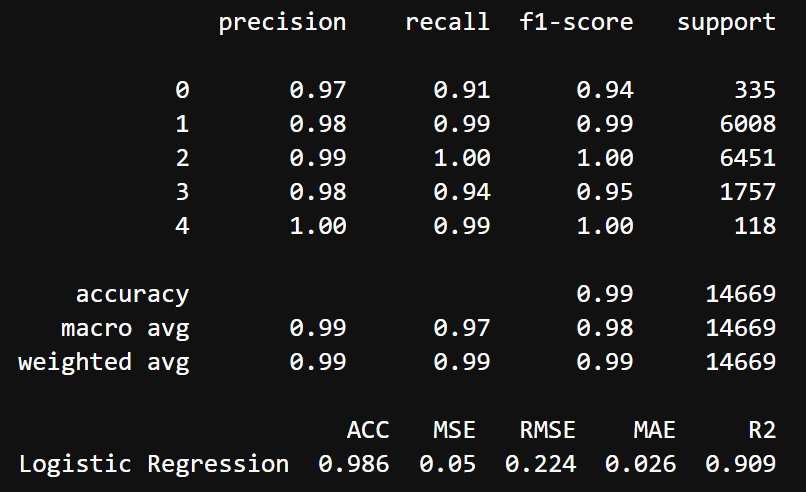 precision recall f1-score support
0 0.97 0.91 0.94 335
1 0.98 0.99 0.99 6008
2 0.99 1.00 1.00 6451
3 0.98 0.94 0.95 1757
4 1.00 0.99 1.00 118
accuracy 0.99 14669
macro avg 0.99 0.97 0.98 14669
weighted avg 0.99 0.99 0.99 14669
ACC MSE RMSE MAE R2
Logistic Regression 0.986 0.05 0.224 0.026 0.909